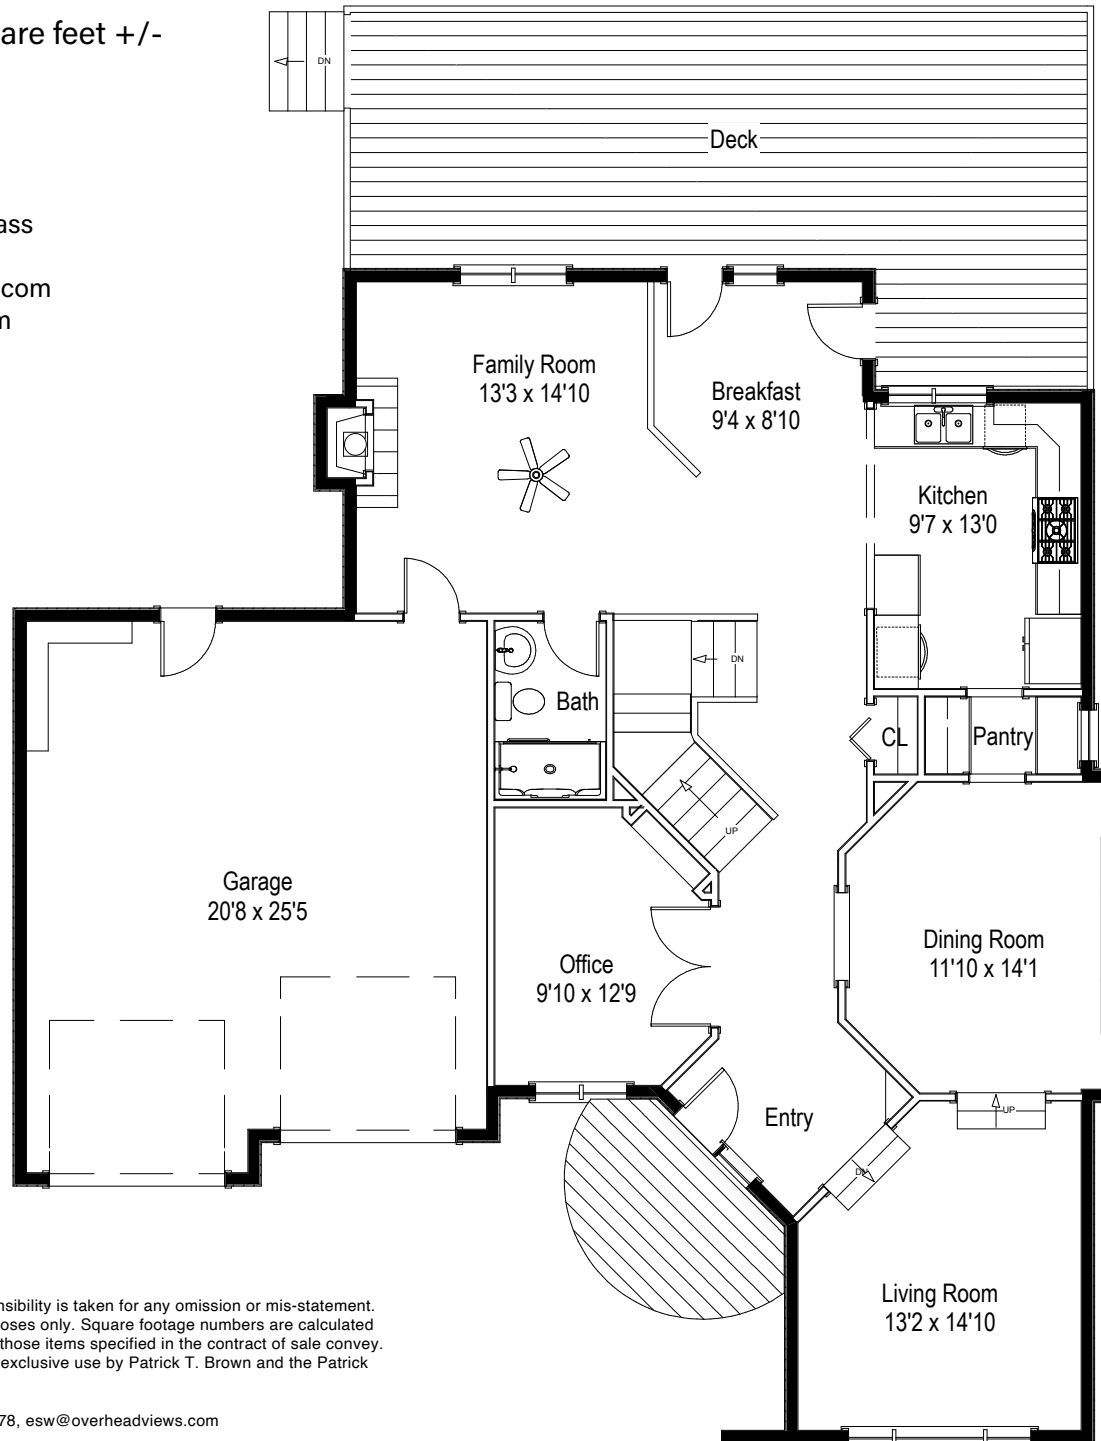 are feet +/-
ass
com
m
DN
Deck
Family Room
13'3 x 14'10
Breakfast
9'4 x 8'10
Kitchen
9'7 x 13'0
DN
Bath
CL
Pantry
UP
Garage
20'8 x 25'5
Office
9'10 x 12'9
Dining Room
11'10 x 14'1
Entry
UP
DN
Living Room
13'2 x 14'10
nsibility is taken for any omission or mis-statement.
oses only. Square footage numbers are calculated
those items specified in the contract of sale convey.
exclusive use by Patrick T. Brown and the Patrick
78, esw@overheadviews.com